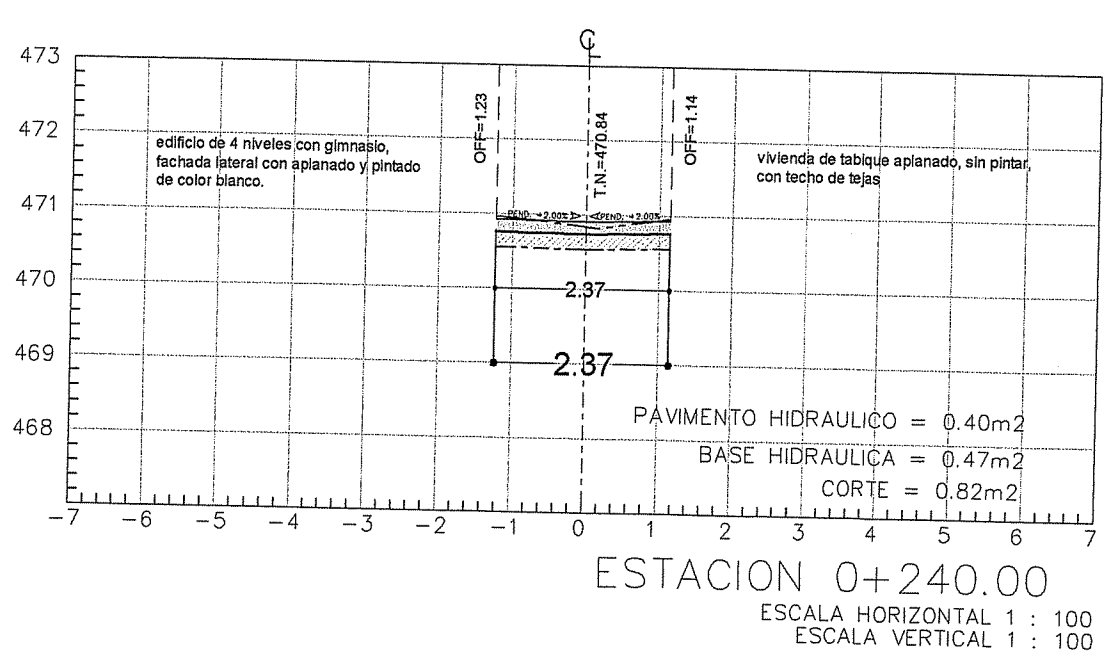 C̲L
473
472
471
470
469
468
OFF=1.23
T.N.=470.84
OFF=1.14
edificio de 4 niveles con gimnasio,
fachada lateral con aplanado y pintado
de color blanco.
vivienda de tabique aplanado, sin pintar,
con techo de tejas
PEND. +2.00%
PEND. +2.00%
2.37
2.37
PAVIMENTO HIDRAULICO = 0.40m2
BASE HIDRAULICA = 0.47m2
CORTE = 0.82m2
-7 -6 -5 -4 -3 -2 -1 0 1 2 3 4 5 6 7
ESTACION 0+240.00
ESCALA HORIZONTAL 1 : 100
ESCALA VERTICAL 1 : 100